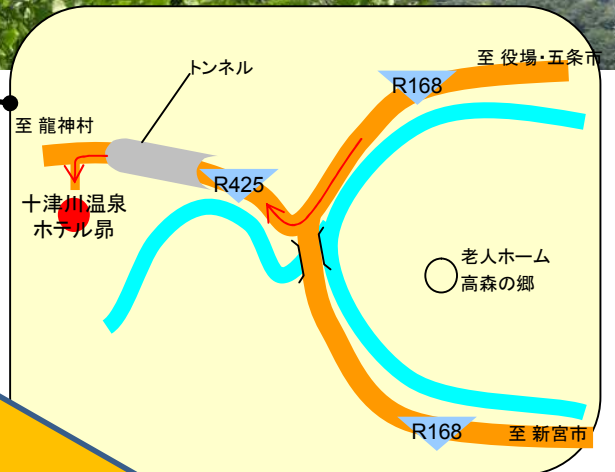 至 役場・五条市
トンネル
R168
至 龍神村
R425
十津川温泉
ホテル昴
老人ホーム
高森の郷
R168
至 新宮市